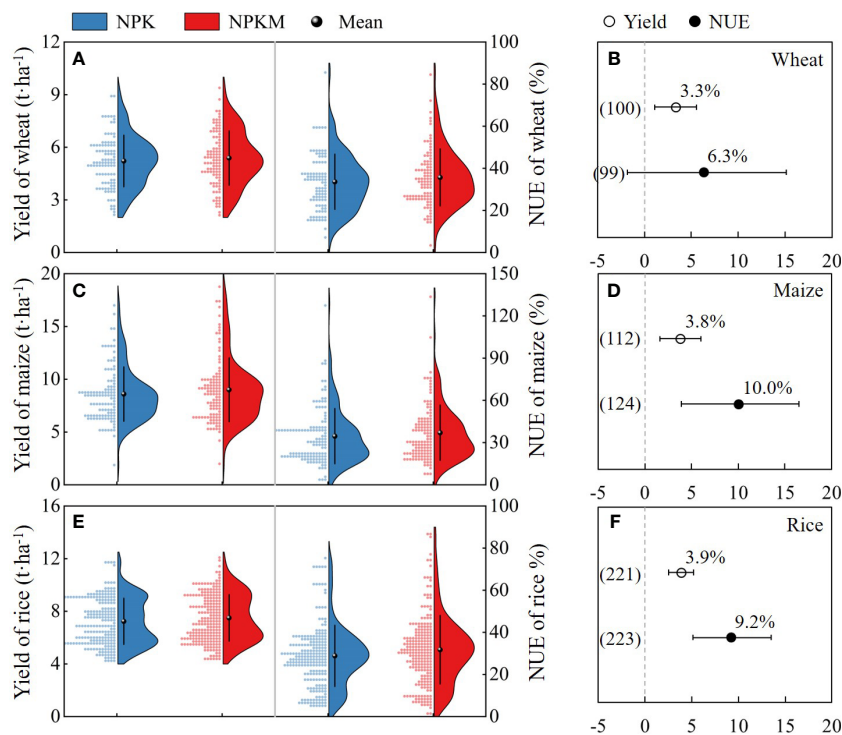 NPK NPKM Mean Yield NUE
A
Yield of wheat (t·ha⁻¹)
12
9
6
3
0
NUE of wheat (%)
100
80
60
40
20
0
B
Wheat
(100)
3.3%
(99)
6.3%
-5 0 5 10 15 20
C
Yield of maize (t·ha⁻¹)
20
15
10
5
0
NUE of maize (%)
150
120
90
60
30
0
D
Maize
(112)
3.8%
(124)
10.0%
-5 0 5 10 15 20
E
Yield of rice (t·ha⁻¹)
16
12
8
4
0
NUE of rice %)
100
80
60
40
20
0
F
Rice
(221)
3.9%
(223)
9.2%
-5 0 5 10 15 20